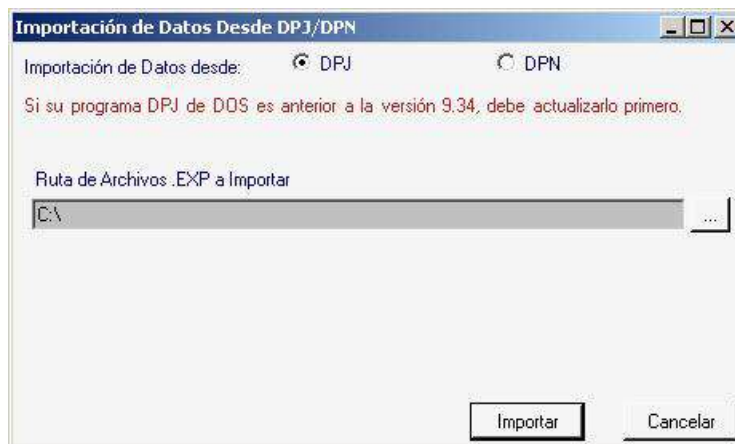 Importación de Datos Desde DPJ/DPN
Importación de Datos desde: DPJ DPN
Si su programa DPJ de DOS es anterior a la versión 9.34, debe actualizarlo primero.
Ruta de Archivos .EXP a Importar
C:\ ...
Importar Cancelar